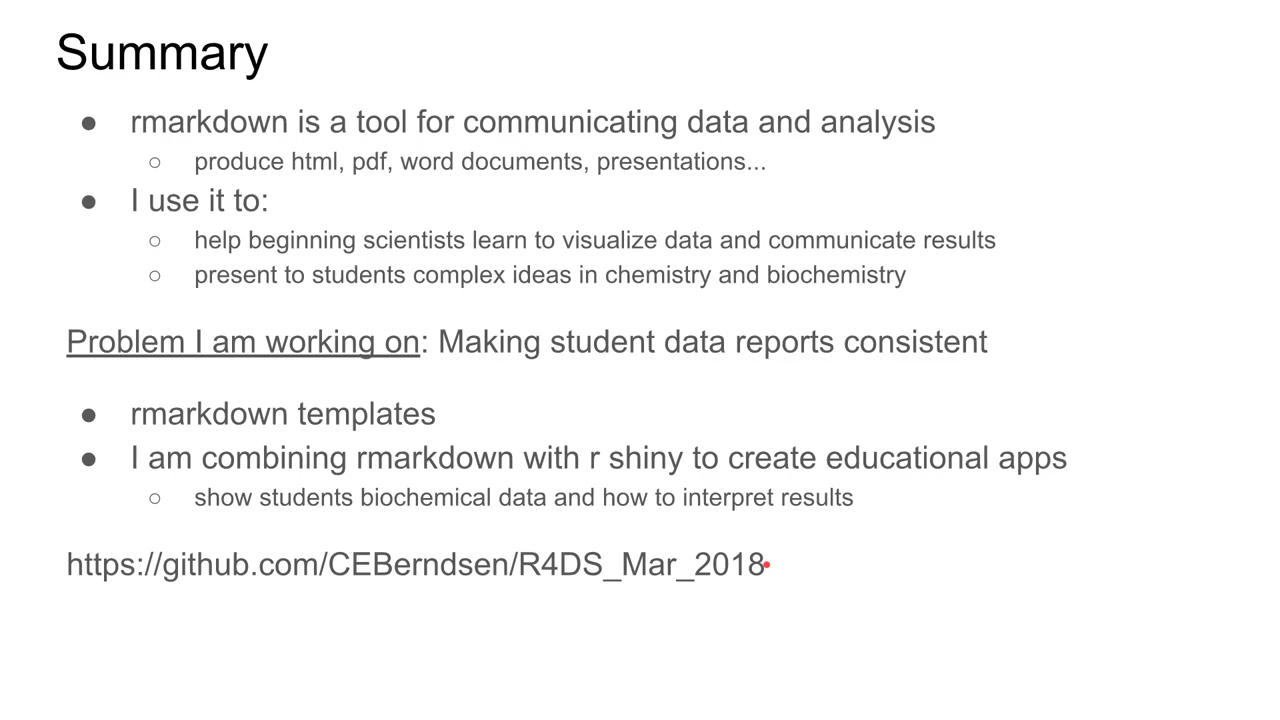 Summary
● rmarkdown is a tool for communicating data and analysis
○ produce html, pdf, word documents, presentations...
● I use it to:
○ help beginning scientists learn to visualize data and communicate results
○ present to students complex ideas in chemistry and biochemistry
Problem I am working on: Making student data reports consistent
● rmarkdown templates
● I am combining rmarkdown with r shiny to create educational apps
○ show students biochemical data and how to interpret results
https://github.com/CEBerndsen/R4DS_Mar_2018